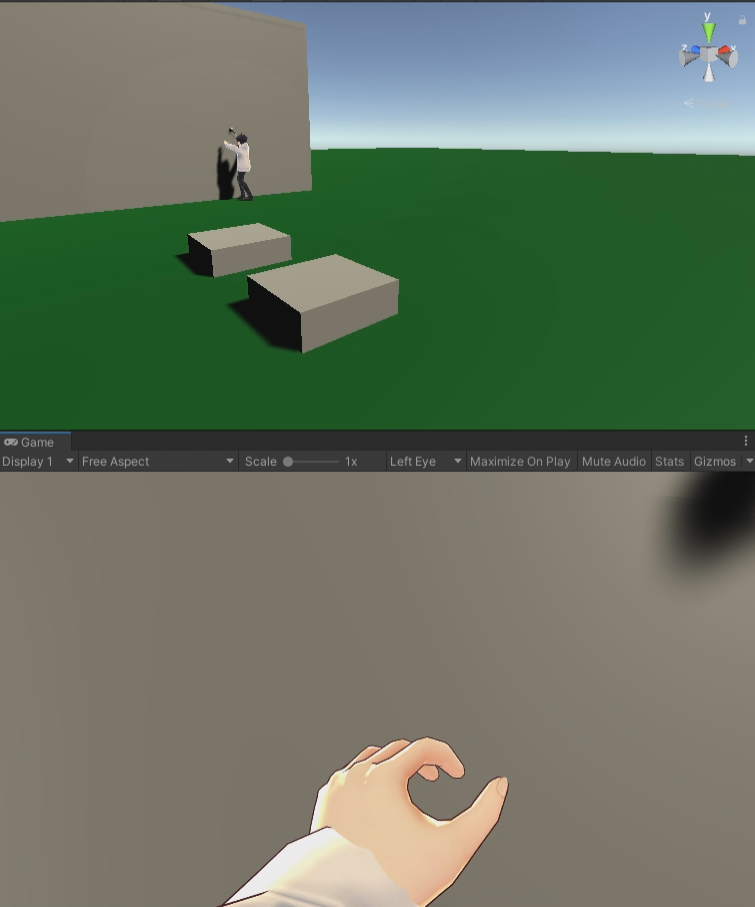 y
z
x
Game
Display 1 Free Aspect Scale 1x Left Eye Maximize On Play Mute Audio Stats Gizmos